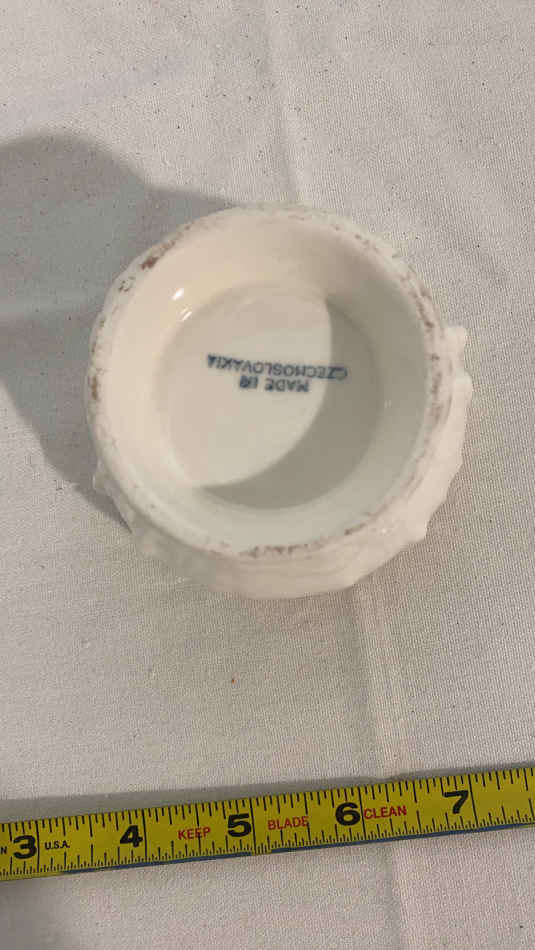 MADE IN
CZECHOSLOVAKIA
3 U.S.A. 4 KEEP 5 BLADE 6 CLEAN 7